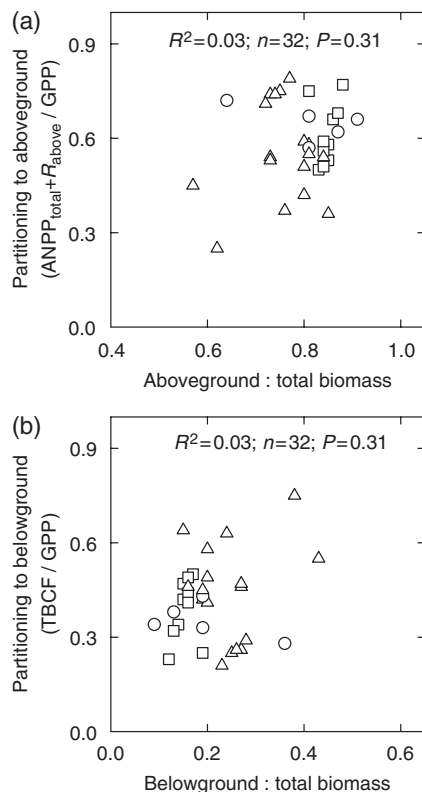 (a)
R²=0.03; n=32; P=0.31
Partitioning to aboveground
(ANPPtotal+Rabove / GPP)
0.9
0.6
0.3
0.0
0.4 0.6 0.8 1.0
Aboveground : total biomass
(b)
R²=0.03; n=32; P=0.31
Partitioning to belowground
(TBCF / GPP)
0.9
0.6
0.3
0.0
0.0 0.2 0.4 0.6
Belowground : total biomass